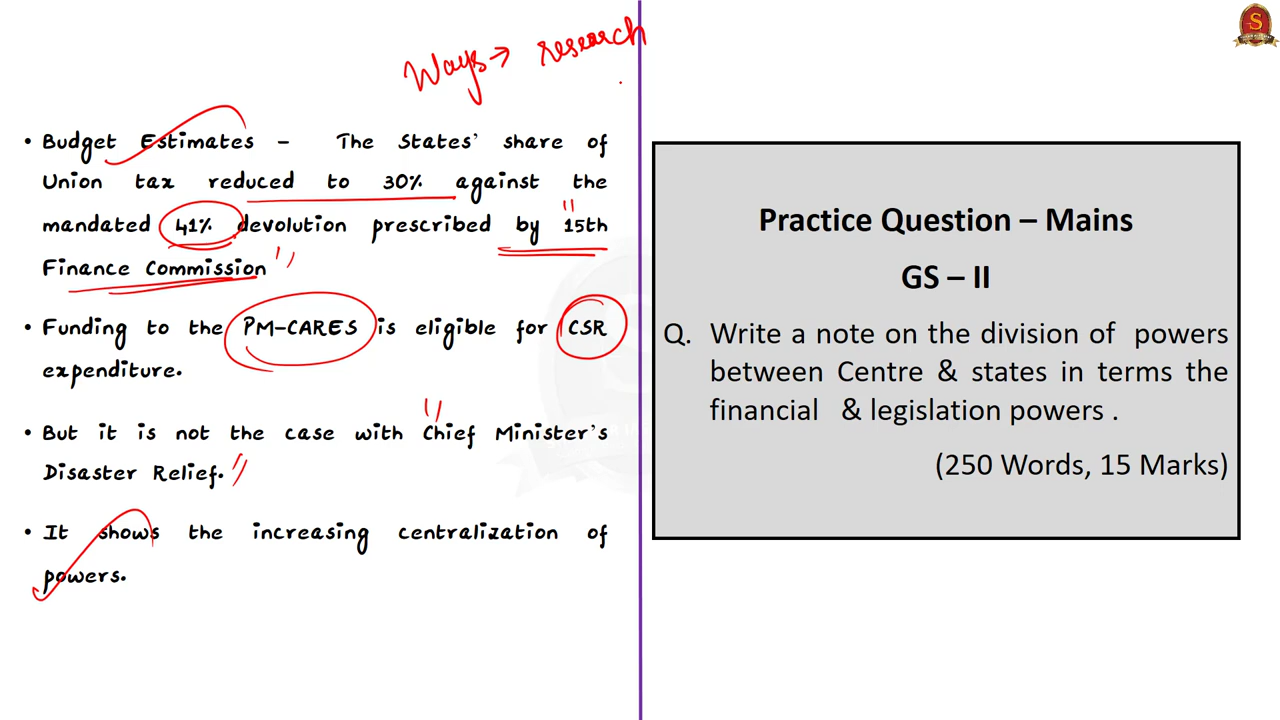 Ways → research
• Budget Estimates – The States' share of
Union tax reduced to 30% against the
mandated 41% devolution prescribed by 15th
Finance Commission
• Funding to the PM-CARES is eligible for CSR
expenditure.
• But it is not the case with Chief Minister's
Disaster Relief.
• It shows the increasing centralization of
powers.
Practice Question – Mains
GS – II
Q. Write a note on the division of powers
between Centre & states in terms the
financial & legislation powers .
(250 Words, 15 Marks)
S